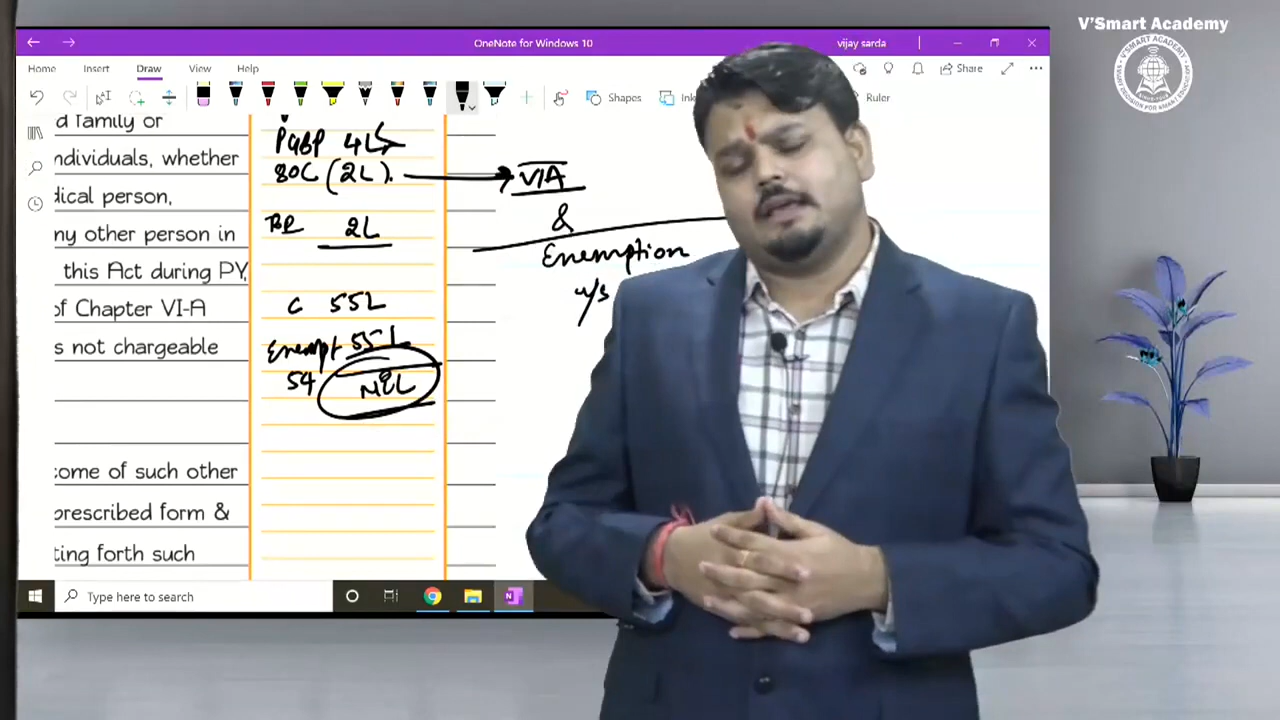 V'Smart Academy
OneNote for Windows 10
vijay sarda
Home Insert Draw View Help
Share
Shapes
Ink
Ruler
d family or
ndividuals, whether
dical person,
ny other person in
this Act during PY,
of Chapter VI-A
s not chargeable
come of such other
prescribed form &
ting forth such
PGBP 4L
80C (2L).
VIA
&
Exemption
u/s
2L
C 55L
Exempt 55L
54 NIL
Type here to search